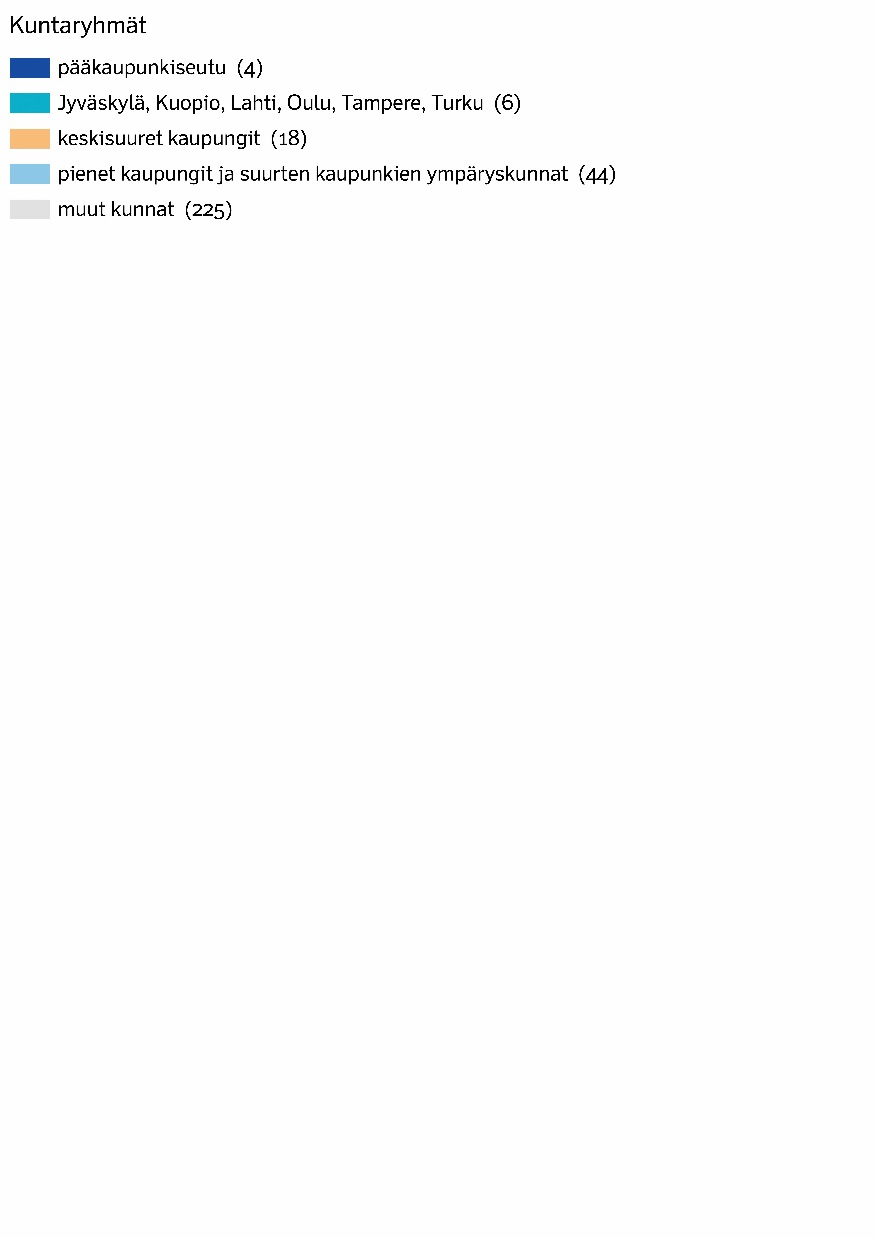 Kuntaryhmät
pääkaupunkiseutu (4)
Jyväskylä, Kuopio, Lahti, Oulu, Tampere, Turku (6)
keskisuuret kaupungit (18)
pienet kaupungit ja suurten kaupunkien ympäryskunnat (44)
muut kunnat (225)